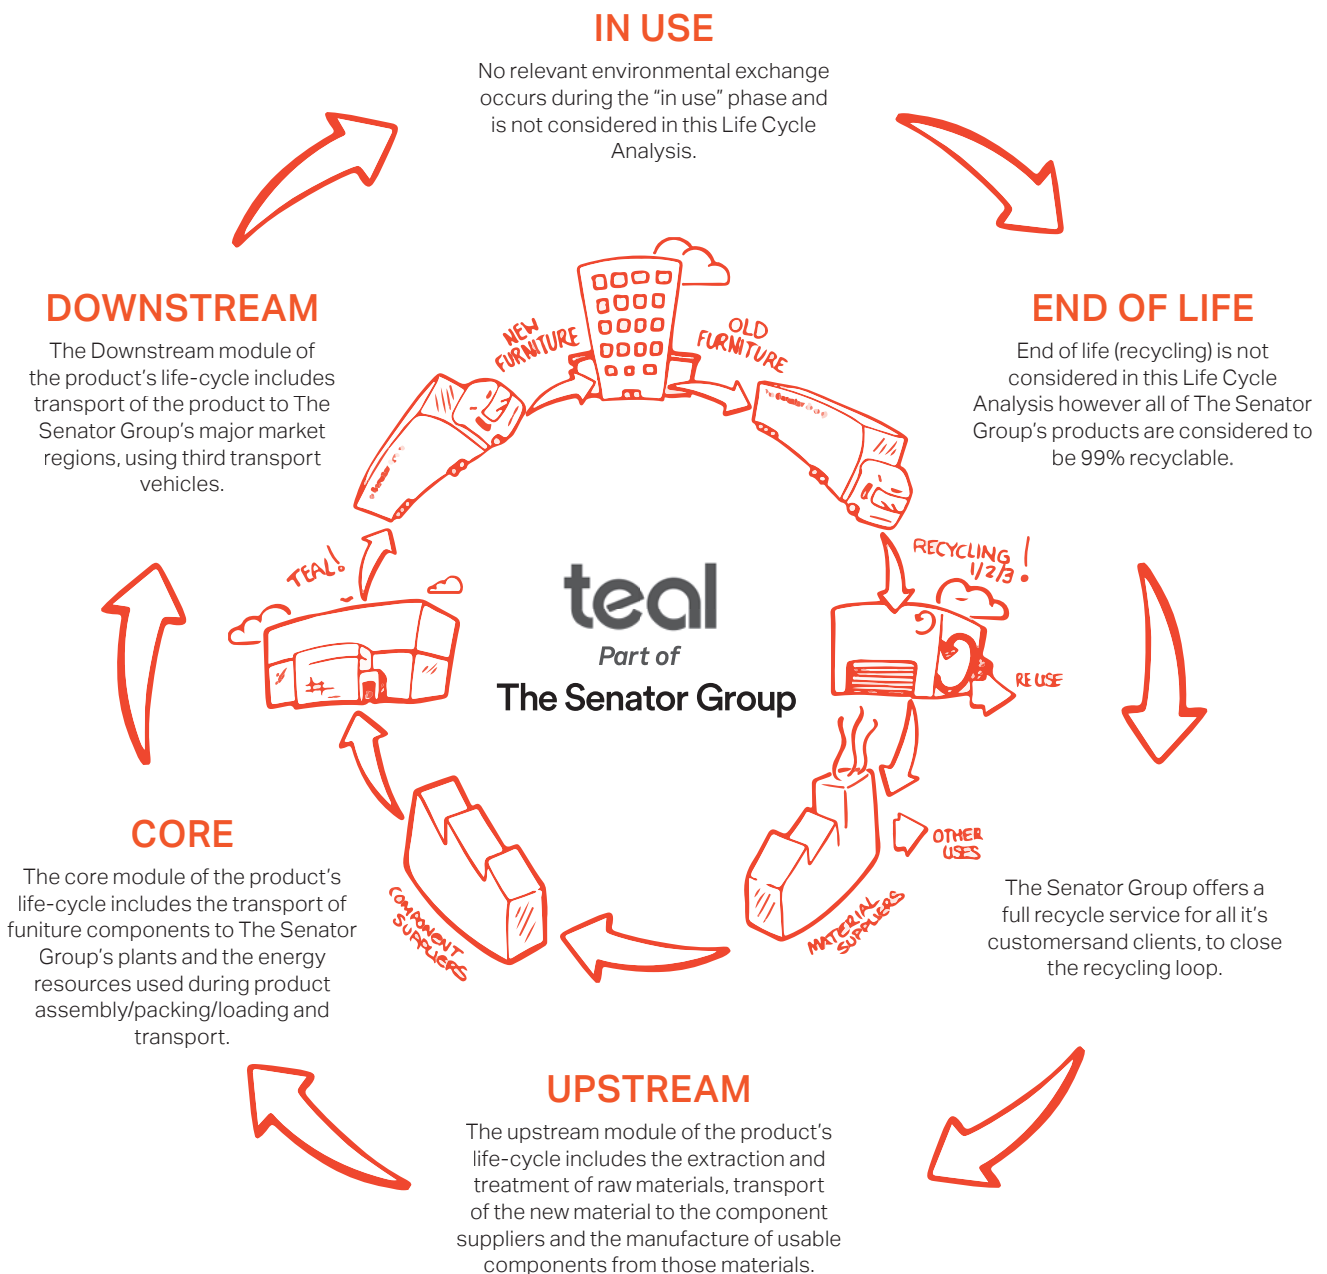 IN USE
No relevant environmental exchange
occurs during the “in use” phase and
is not considered in this Life Cycle
Analysis.
DOWNSTREAM
The Downstream module of
the product’s life-cycle includes
transport of the product to The
Senator Group’s major market
regions, using third transport
vehicles.
END OF LIFE
End of life (recycling) is not
considered in this Life Cycle
Analysis however all of The Senator
Group’s products are considered to
be 99% recyclable.
NEW
FURNITURE
OLD
FURNITURE
Senator
Senator
TEAL!
RECYCLING !
1/2/3
RE USE
teal
Part of
The Senator Group
OTHER
USES
MATERIAL
SUPPLIERS
COMPONENT
SUPPLIERS
CORE
The core module of the product’s
life-cycle includes the transport of
funiture components to The Senator
Group’s plants and the energy
resources used during product
assembly/packing/loading and
transport.
The Senator Group offers a
full recycle service for all it’s
customersand clients, to close
the recycling loop.
UPSTREAM
The upstream module of the product’s
life-cycle includes the extraction and
treatment of raw materials, transport
of the new material to the component
suppliers and the manufacture of usable
components from those materials.